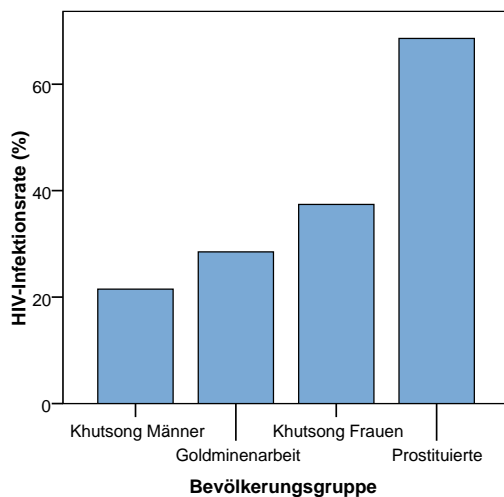 HIV-Infektionsrate (%)
60
40
20
0
Khutsong Männer
Khutsong Frauen
Goldminenarbeit
Prostituierte
Bevölkerungsgruppe